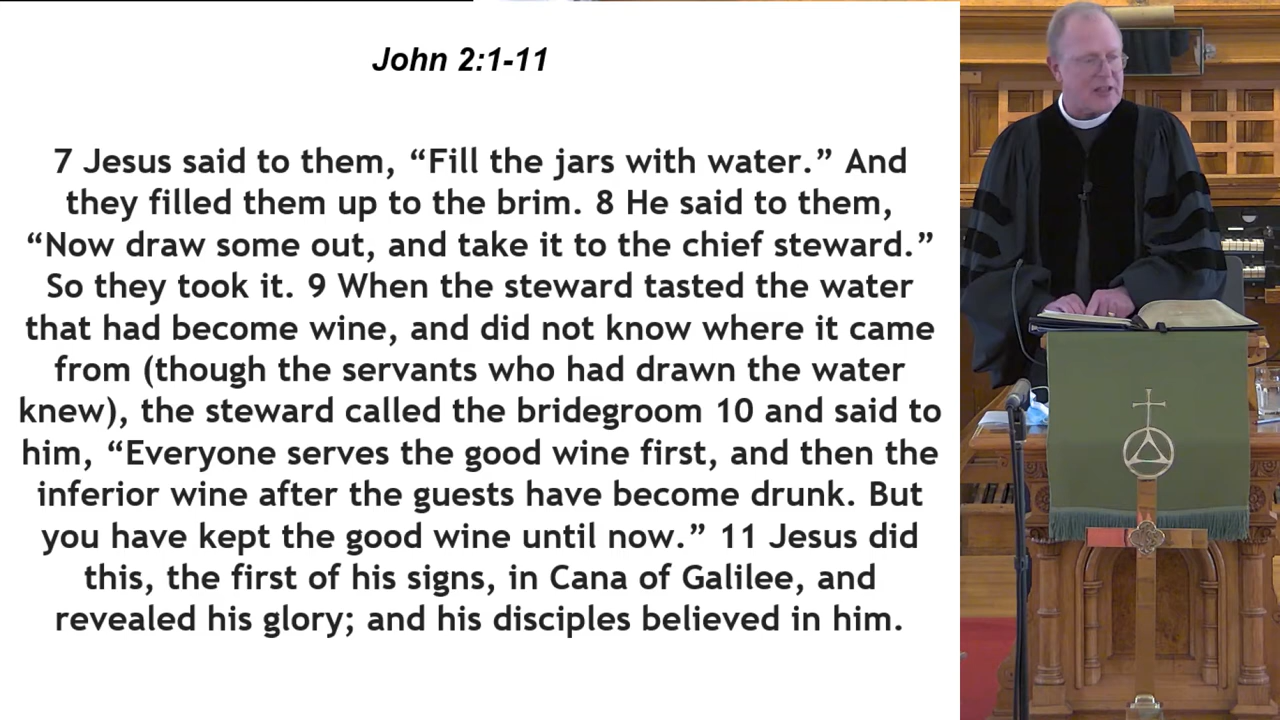 John 2:1-11
7 Jesus said to them, “Fill the jars with water.” And
they filled them up to the brim. 8 He said to them,
“Now draw some out, and take it to the chief steward.”
So they took it. 9 When the steward tasted the water
that had become wine, and did not know where it came
from (though the servants who had drawn the water
knew), the steward called the bridegroom 10 and said to
him, “Everyone serves the good wine first, and then the
inferior wine after the guests have become drunk. But
you have kept the good wine until now.” 11 Jesus did
this, the first of his signs, in Cana of Galilee, and
revealed his glory; and his disciples believed in him.